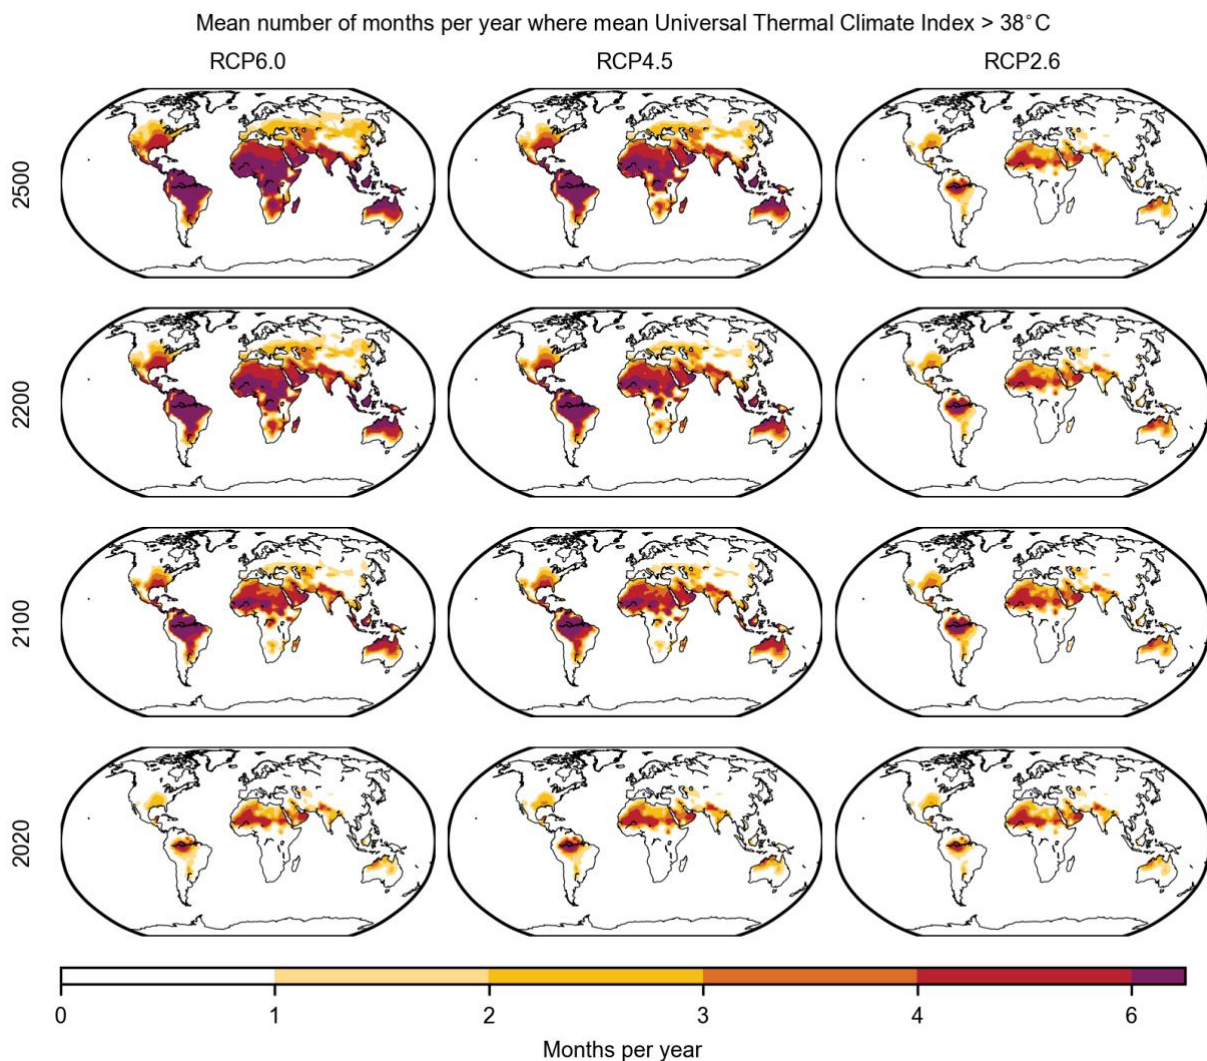 Mean number of months per year where mean Universal Thermal Climate Index > 38°C
RCP6.0 RCP4.5 RCP2.6
2500
2200
2100
2020
0 1 2 3 4 6
Months per year